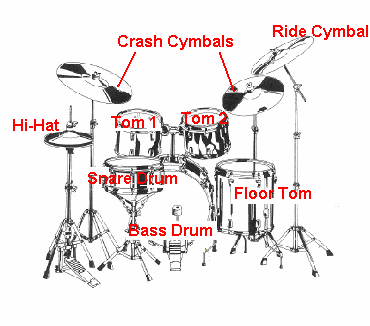 Ride Cymbal
Crash Cymbals
Hi-Hat
Tom 1
Tom 2
Snare Drum
Floor Tom
Bass Drum